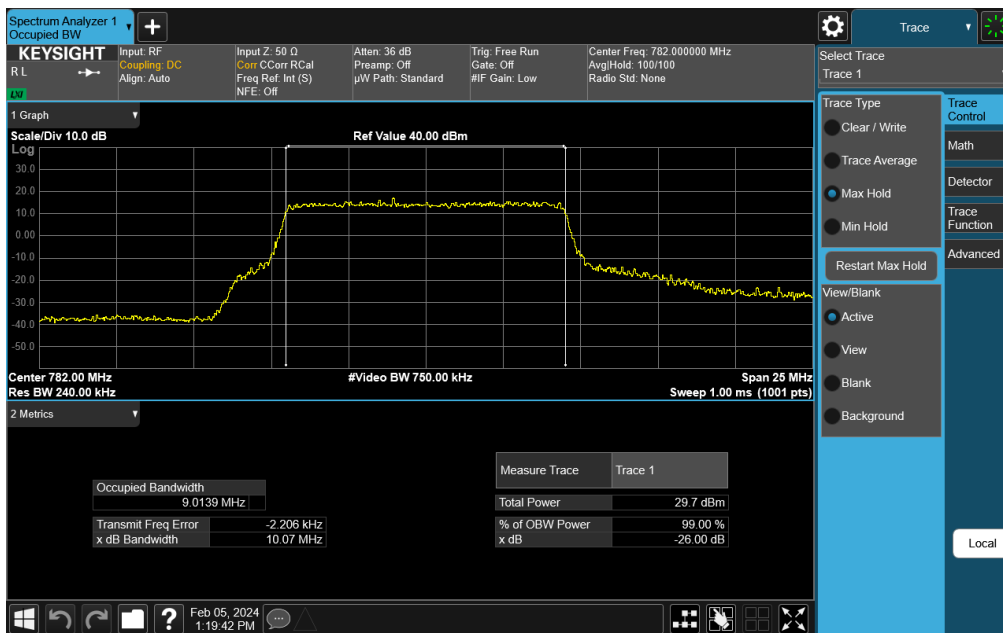 Spectrum Analyzer 1
Occupied BW
Trace
KEYSIGHT
R L
LXI
Input: RF
Coupling: DC
Align: Auto
Input Z: 50 Ω
Corr CCorr RCal
Freq Ref: Int (S)
NFE: Off
Atten: 36 dB
Preamp: Off
µW Path: Standard
Trig: Free Run
Gate: Off
#IF Gain: Low
Center Freq: 782.000000 MHz
Avg|Hold: 100/100
Radio Std: None
Select Trace
Trace 1
1 Graph
Scale/Div 10.0 dB
Ref Value 40.00 dBm
Log
30.0
20.0
10.0
0.00
-10.0
-20.0
-30.0
-40.0
-50.0
Center 782.00 MHz
#Video BW 750.00 kHz
Span 25 MHz
Res BW 240.00 kHz
Sweep 1.00 ms (1001 pts)
2 Metrics
Occupied Bandwidth
9.0139 MHz
Transmit Freq Error -2.206 kHz
x dB Bandwidth 10.07 MHz
Measure Trace Trace 1
Total Power 29.7 dBm
% of OBW Power 99.00 %
x dB -26.00 dB
Trace Type
Clear / Write
Trace Average
Max Hold
Min Hold
Restart Max Hold
View/Blank
Active
View
Blank
Background
Trace
Control
Math
Detector
Trace
Function
Advanced
Local
?
Feb 05, 2024
1:19:42 PM